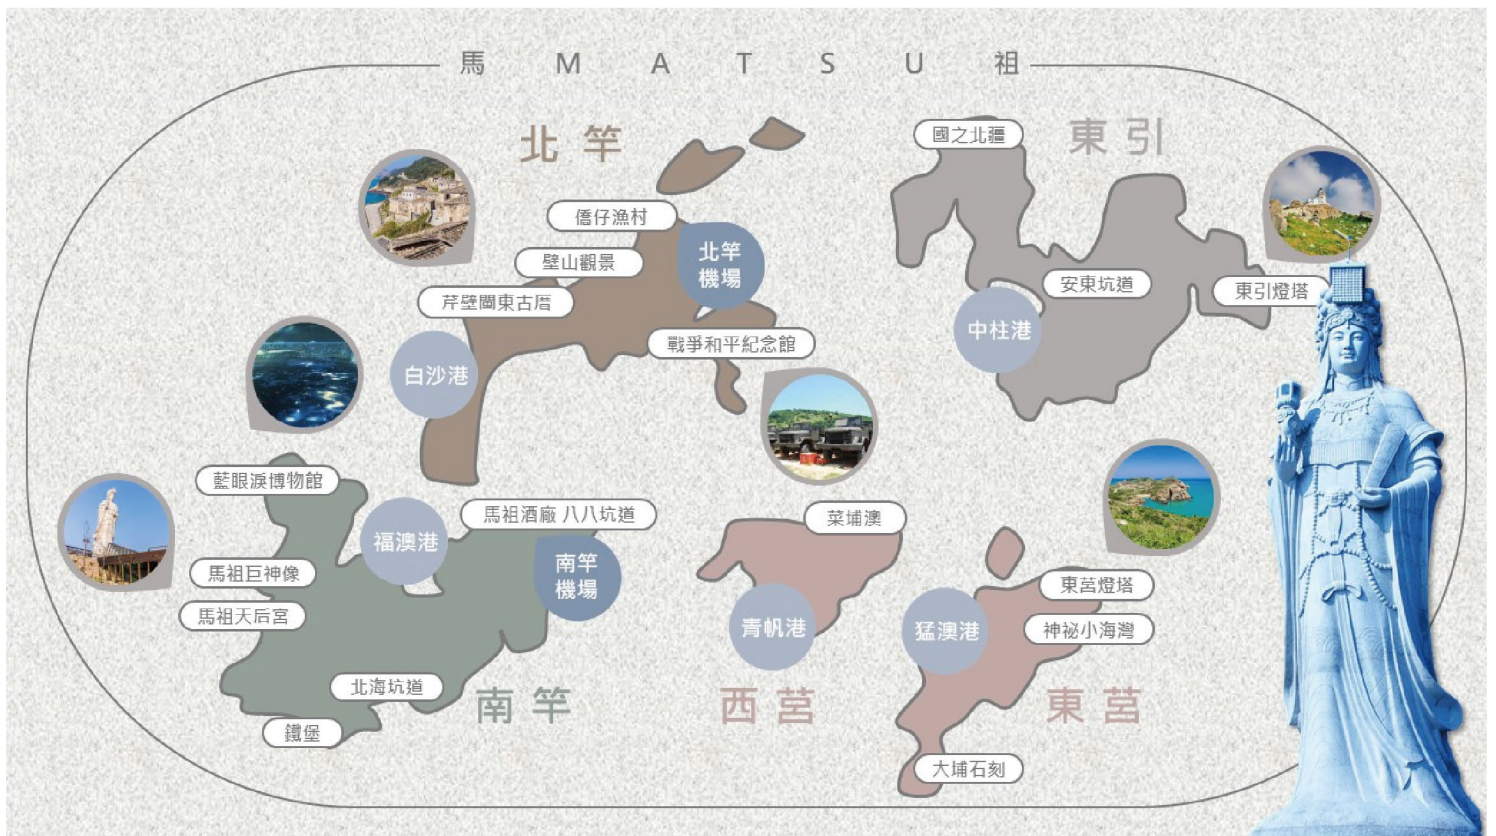 馬 M A T S U 祖
北竿
僑仔漁村
壁山觀景
芹壁閩東古厝
北竿
機場
戰爭和平紀念館
白沙港
東引
國之北疆
安東坑道
東引燈塔
中柱港
藍眼淚博物館
福澳港
馬祖酒廠 八八坑道
南竿
機場
馬祖巨神像
馬祖天后宮
北海坑道
鐵堡
南竿
菜埔澳
青帆港
西莒
猛澳港
東莒燈塔
神祕小海灣
東莒
大埔石刻